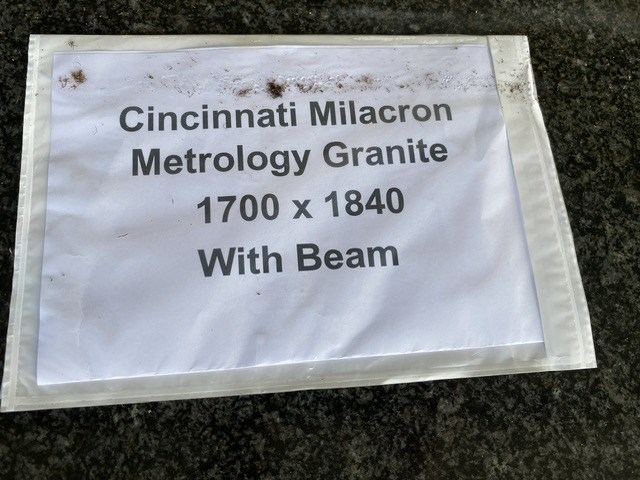 Cincinnati Milacron
Metrology Granite
1700 x 1840
With Beam